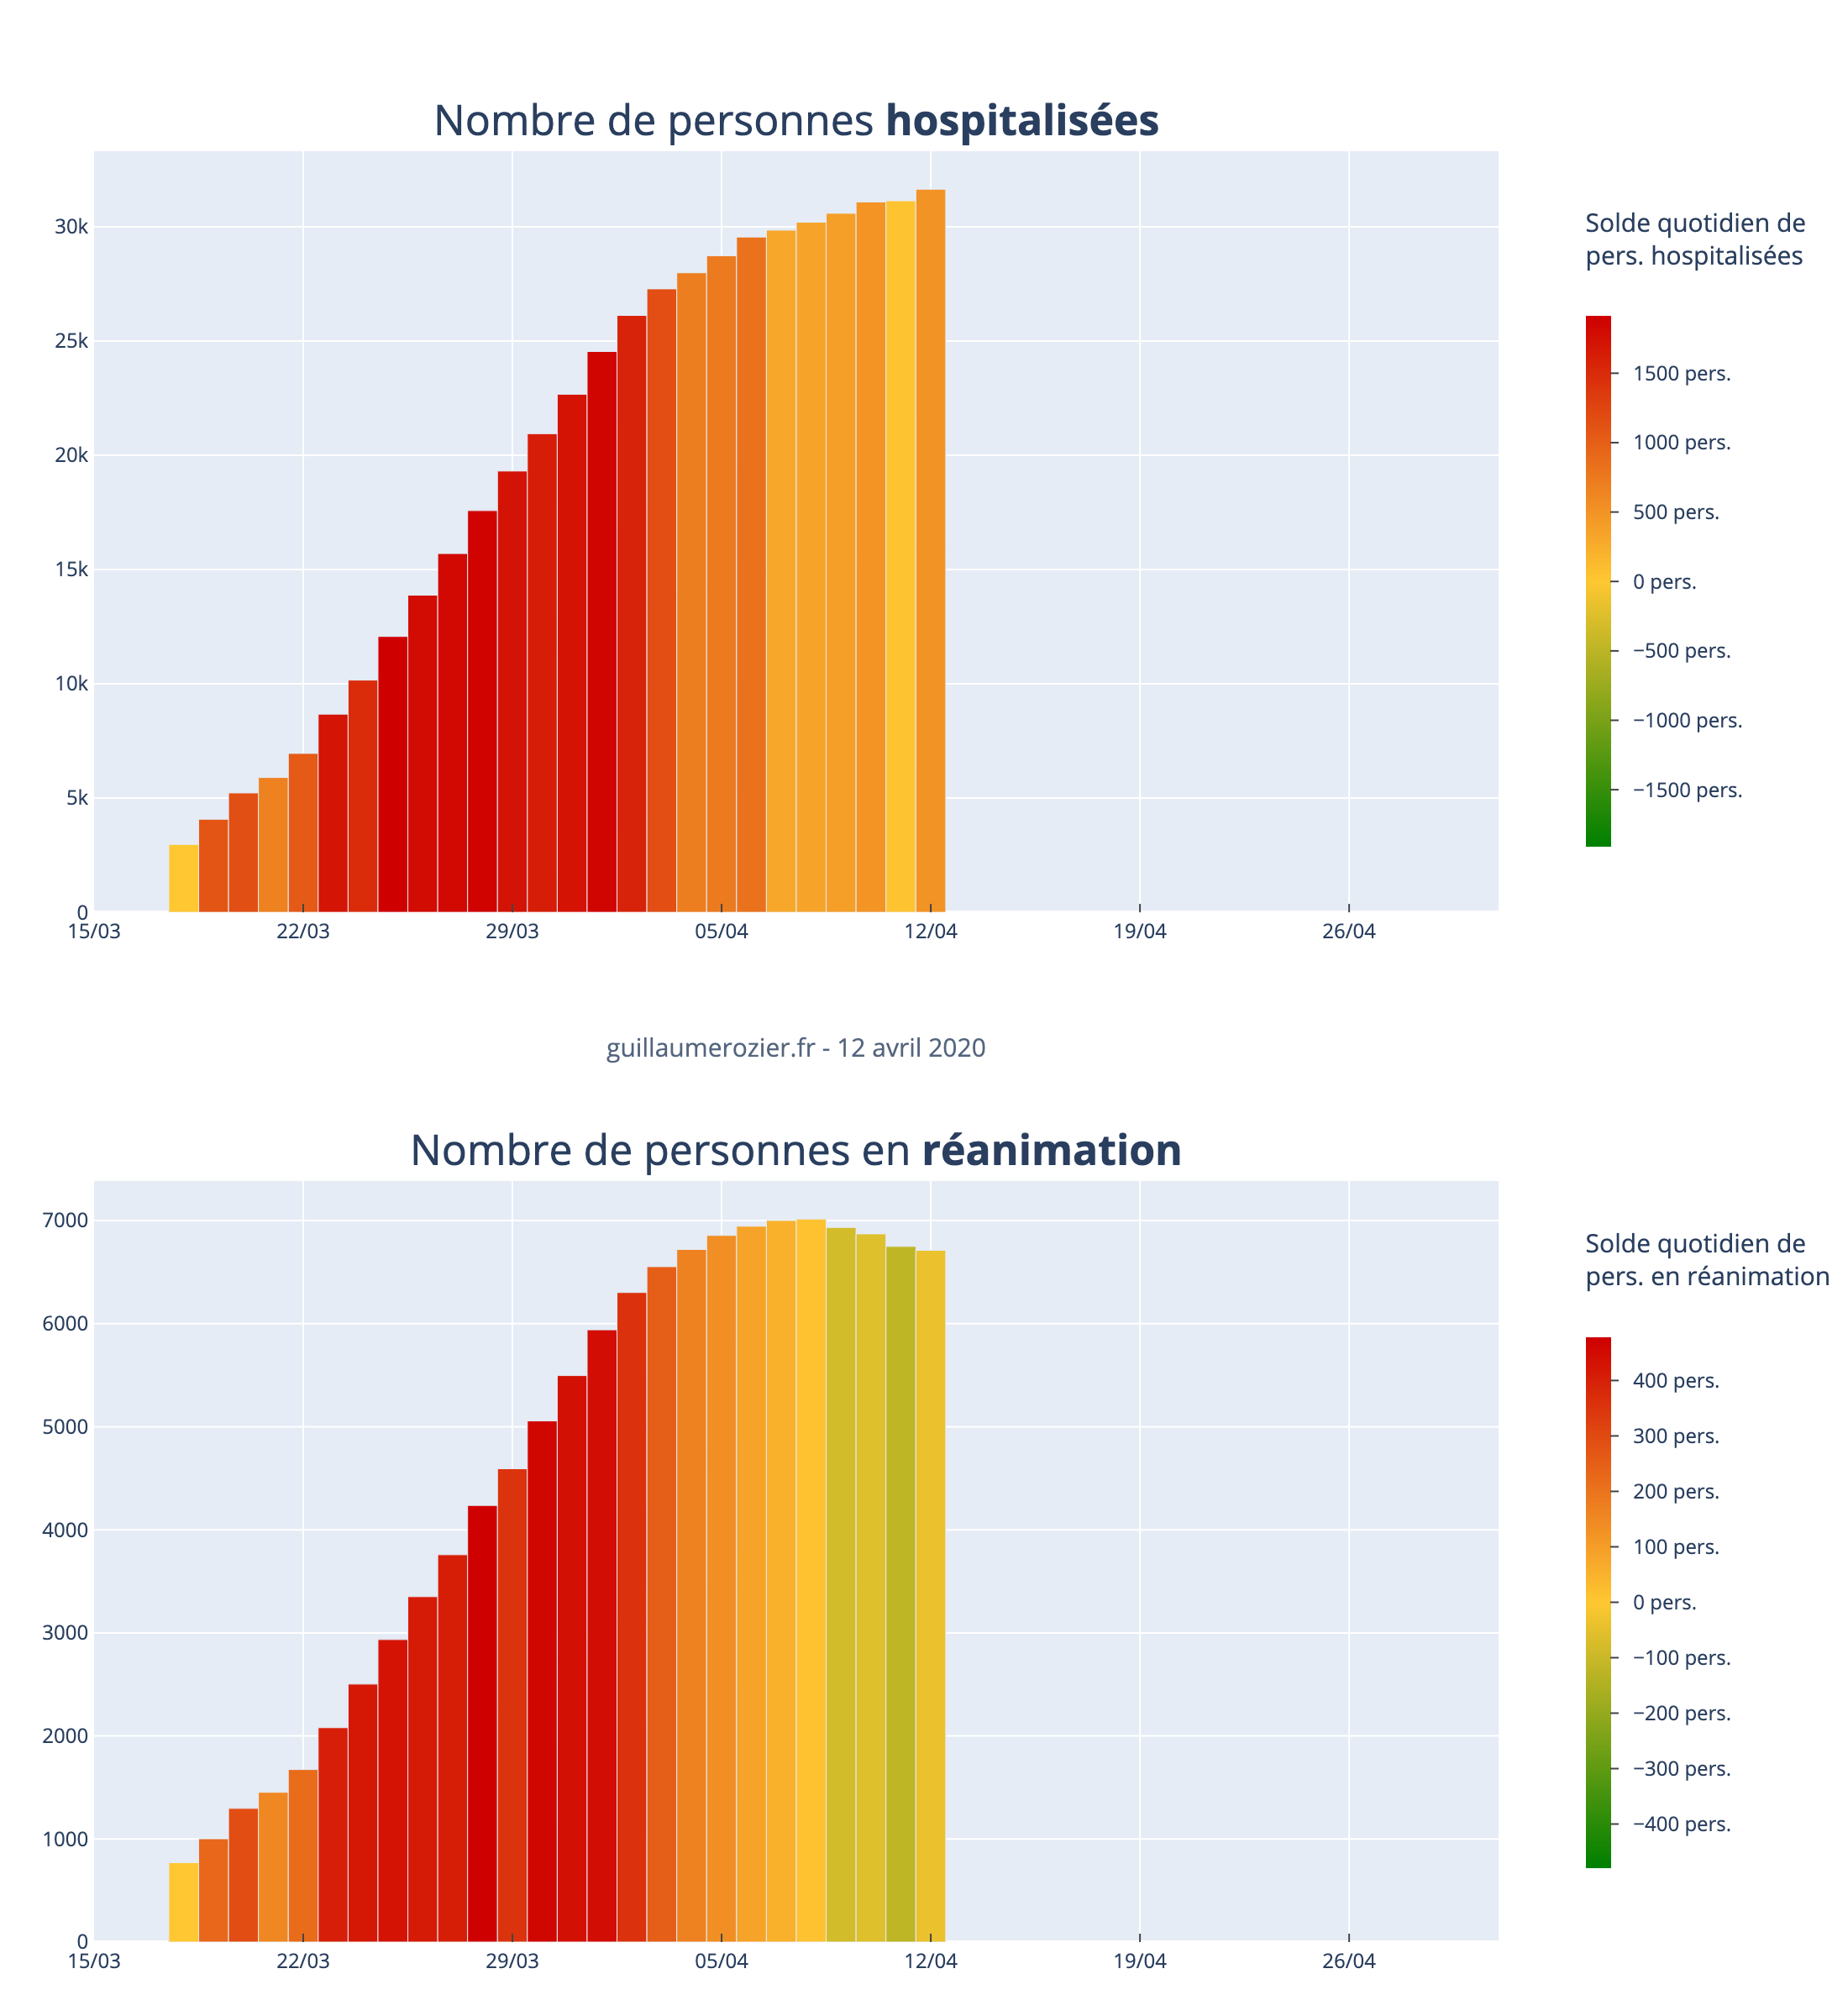 Nombre de personnes hospitalisées
30k
25k
20k
15k
10k
5k
0
15/03 22/03 29/03 05/04 12/04 19/04 26/04
Solde quotidien de
pers. hospitalisées
1500 pers.
1000 pers.
500 pers.
0 pers.
−500 pers.
−1000 pers.
−1500 pers.
guillaumerozier.fr - 12 avril 2020
Nombre de personnes en réanimation
7000
6000
5000
4000
3000
2000
1000
0
15/03 22/03 29/03 05/04 12/04 19/04 26/04
Solde quotidien de
pers. en réanimation
400 pers.
300 pers.
200 pers.
100 pers.
0 pers.
−100 pers.
−200 pers.
−300 pers.
−400 pers.